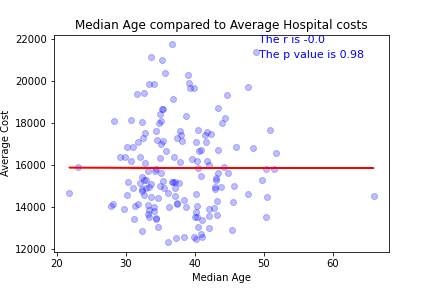 Median Age compared to Average Hospital costs
The r is -0.0
The p value is 0.98
22000
20000
18000
16000
14000
12000
Average Cost
20 30 40 50 60
Median Age